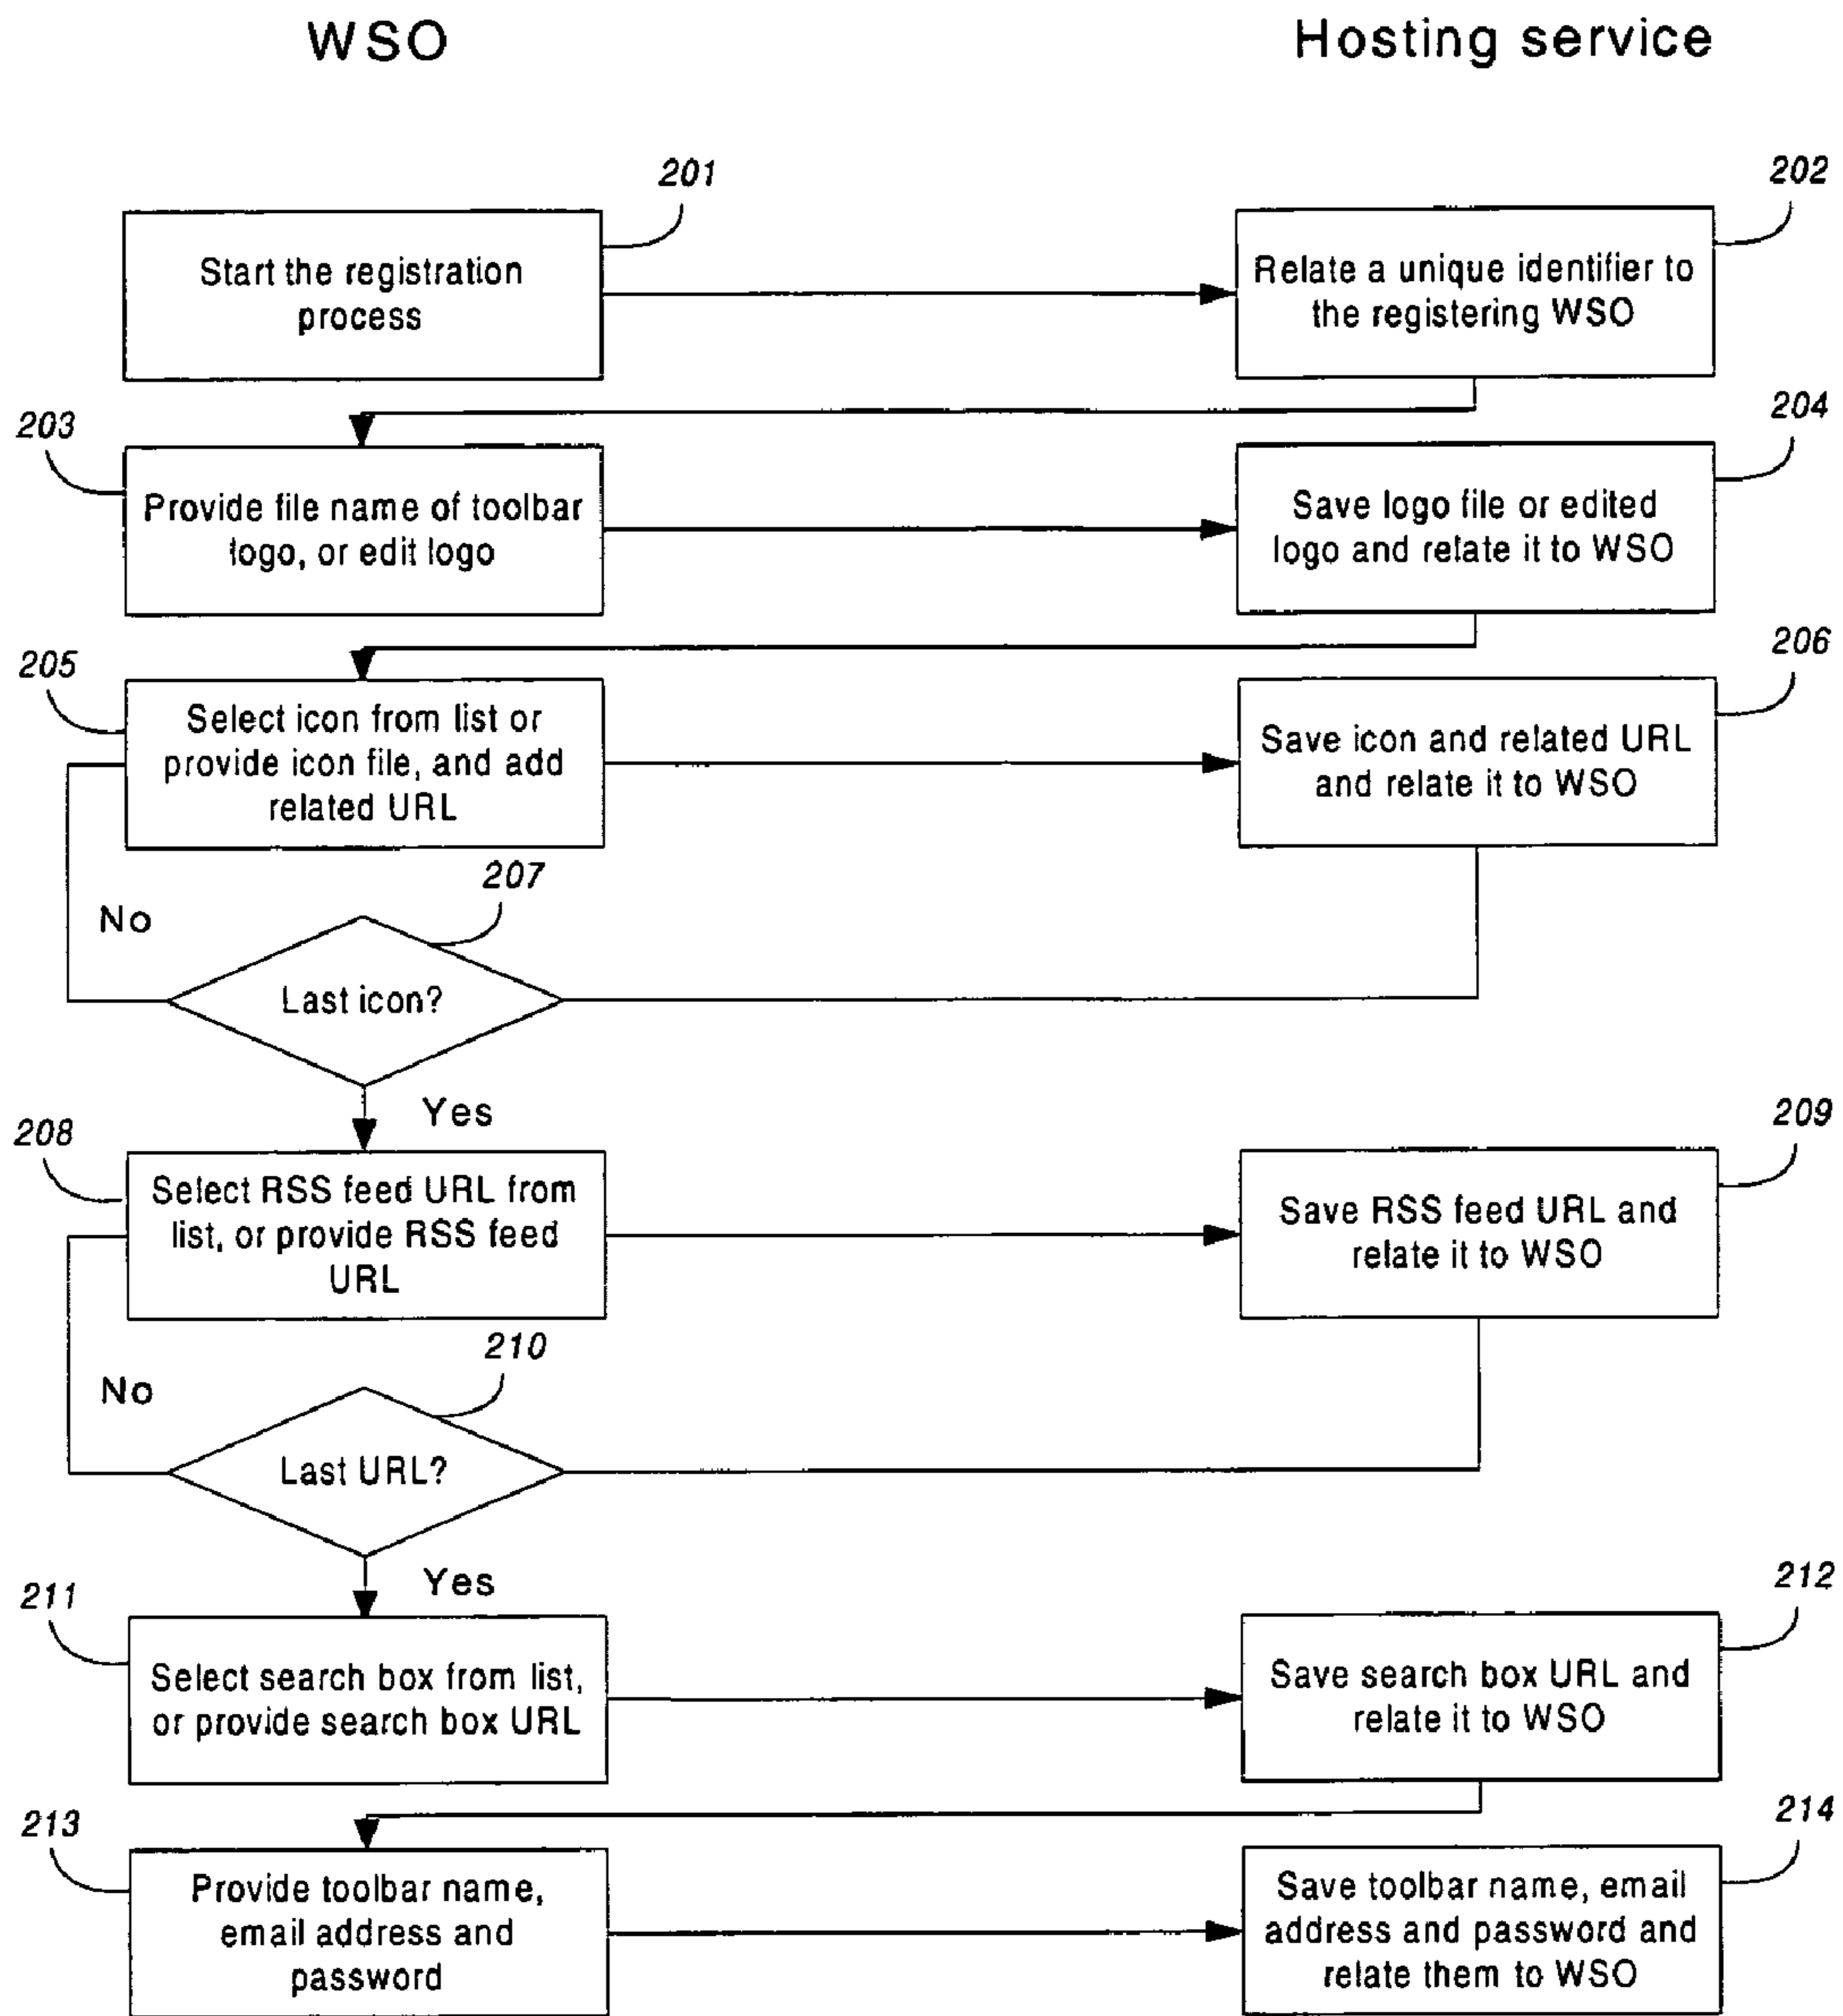 WSO
Hosting service
201
Start the registration
process
202
Relate a unique identifier to
the registering WSO
203
Provide file name of toolbar
logo, or edit logo
204
Save logo file or edited
logo and relate it to WSO
205
Select icon from list or
provide icon file, and add
related URL
206
Save icon and related URL
and relate it to WSO
207
No
Last icon?
Yes
208
Select RSS feed URL from
list, or provide RSS feed
URL
209
Save RSS feed URL and
relate it to WSO
210
No
Last URL?
Yes
211
Select search box from list,
or provide search box URL
212
Save search box URL and
relate it to WSO
213
Provide toolbar name,
email address and
password
214
Save toolbar name, email
address and password and
relate them to WSO